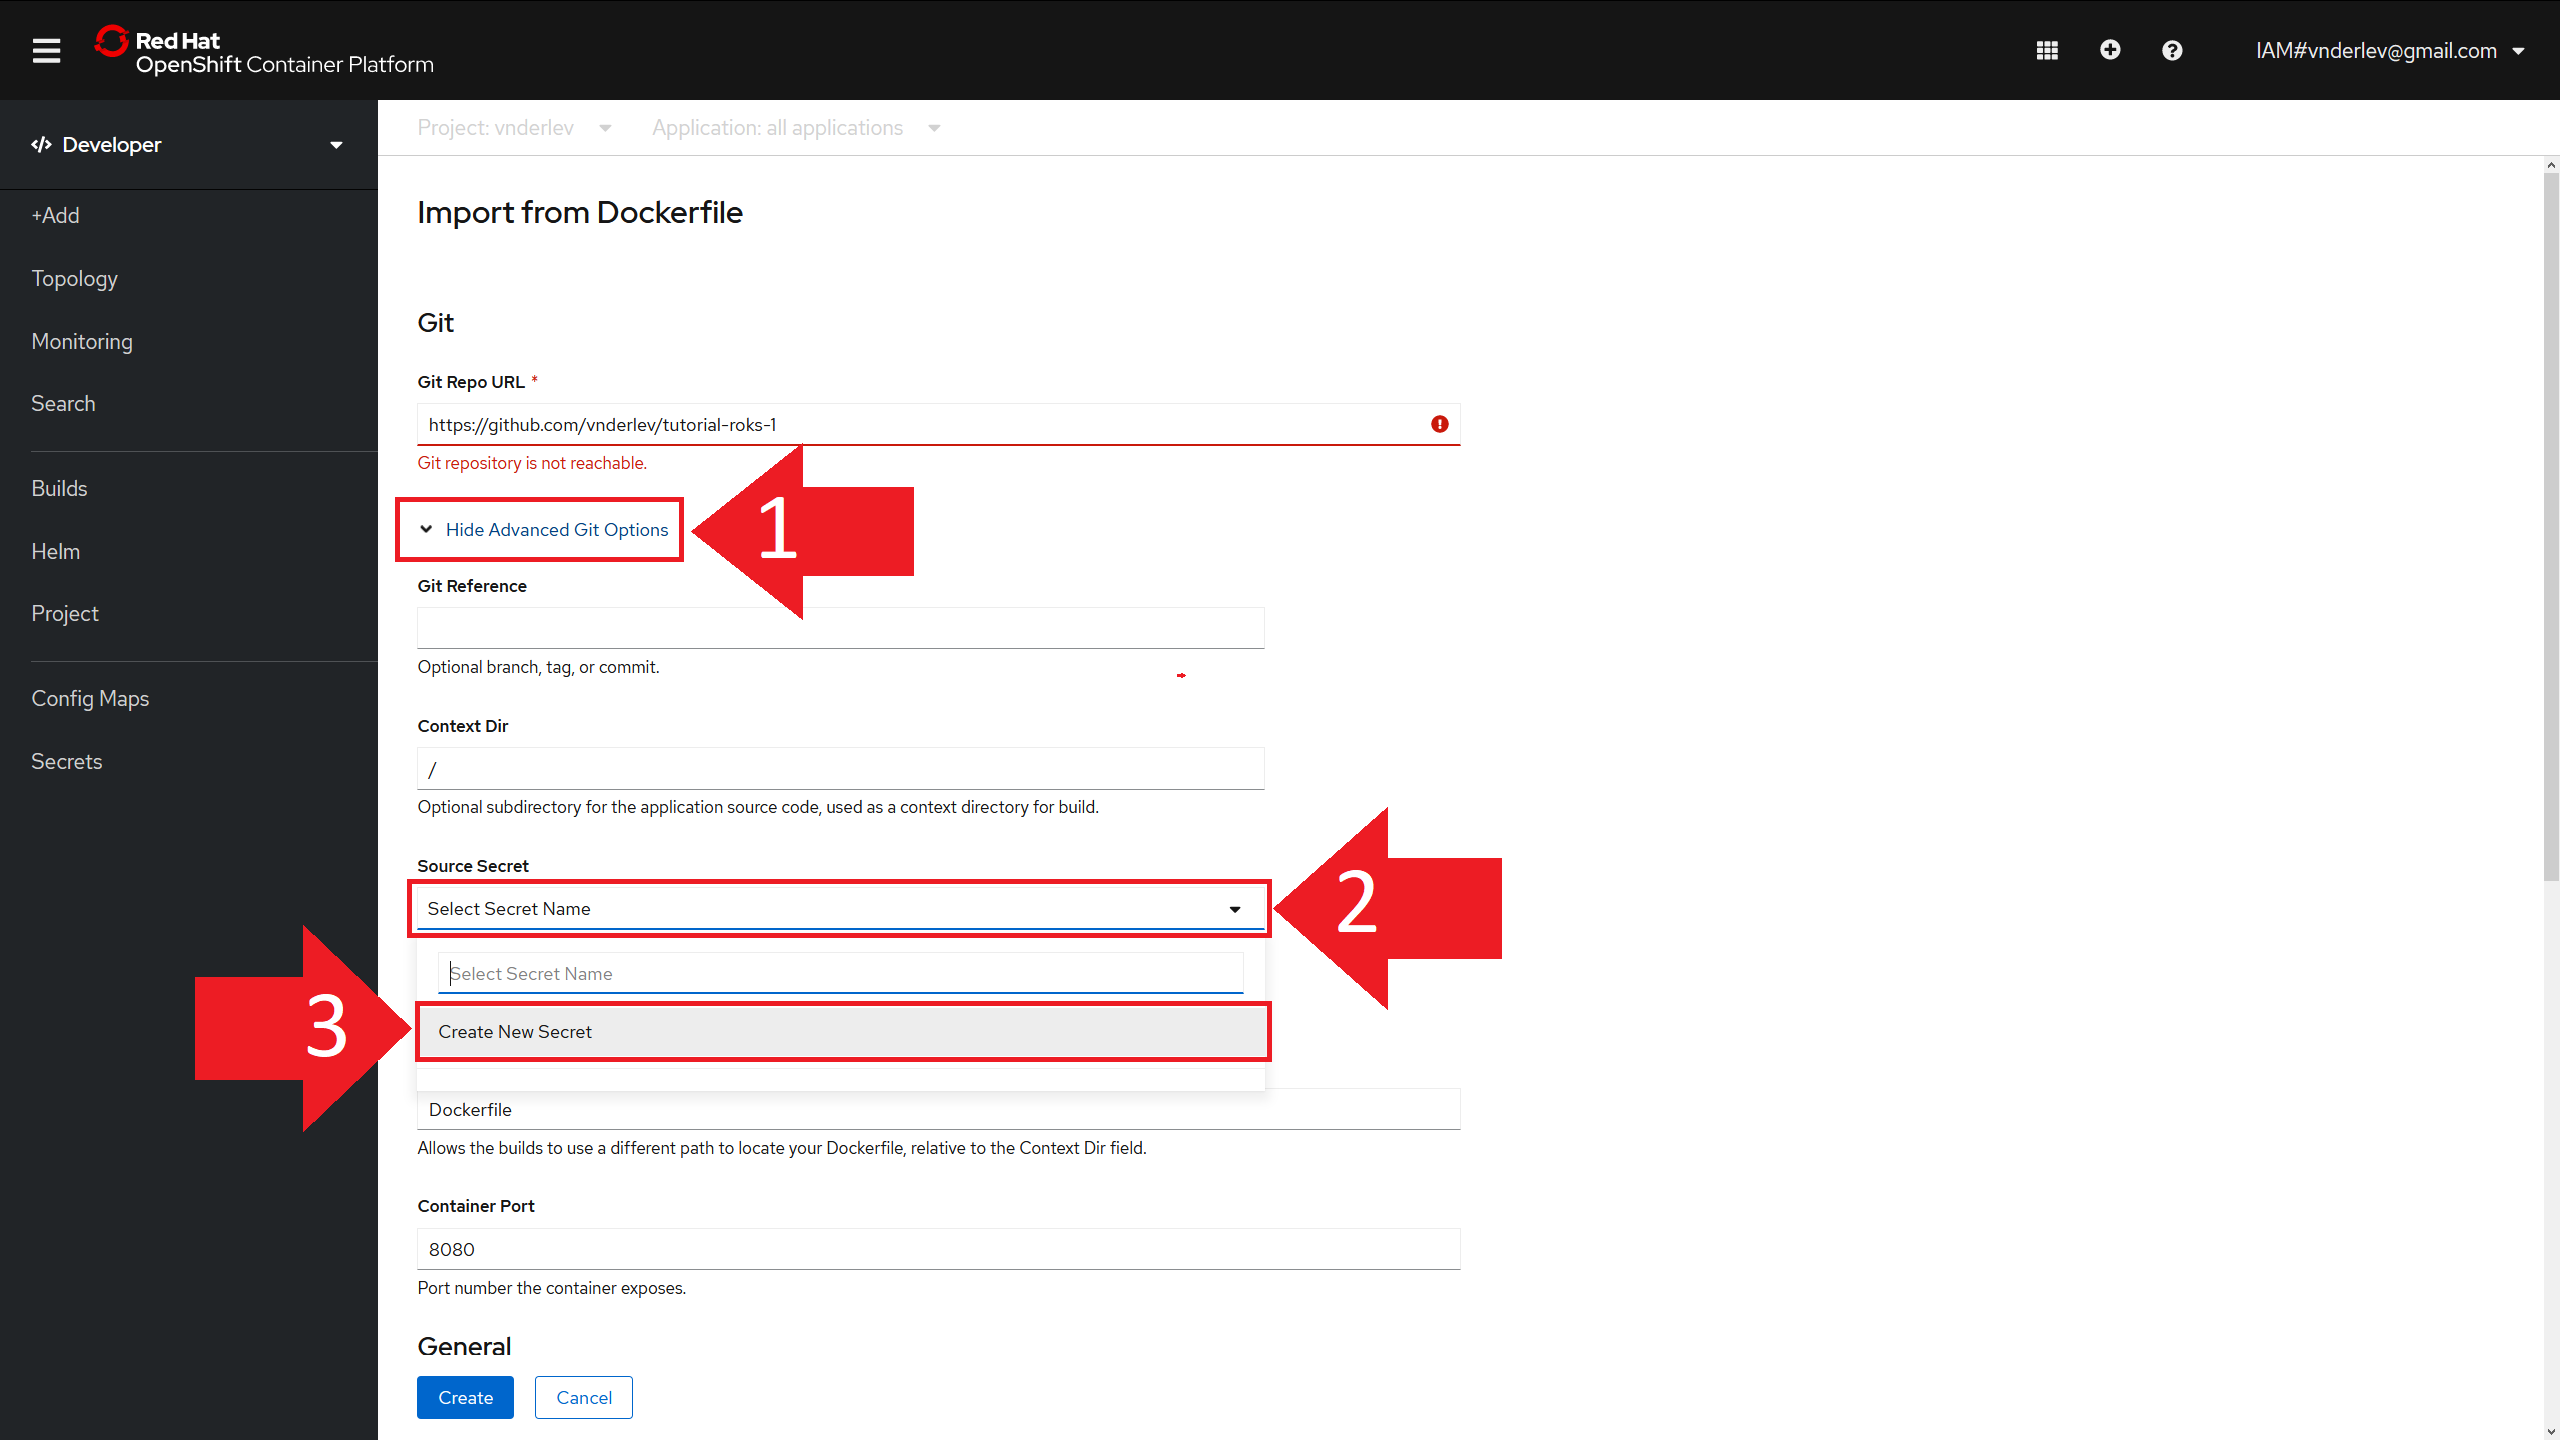 Red Hat
OpenShift Container Platform
IAM#vnderlev@gmail.com
Developer
+Add
Topology
Monitoring
Search
Builds
Helm
Project
Config Maps
Secrets
Project: vnderlev
Application: all applications
Import from Dockerfile
Git
Git Repo URL *
https://github.com/vnderlev/tutorial-roks-1
Git repository is not reachable.
Hide Advanced Git Options
1
Git Reference
Optional branch, tag, or commit.
Context Dir
/
Optional subdirectory for the application source code, used as a context directory for build.
Source Secret
Select Secret Name
2
Select Secret Name
3
Create New Secret
Dockerfile
Allows the builds to use a different path to locate your Dockerfile, relative to the Context Dir field.
Container Port
8080
Port number the container exposes.
General
Create
Cancel